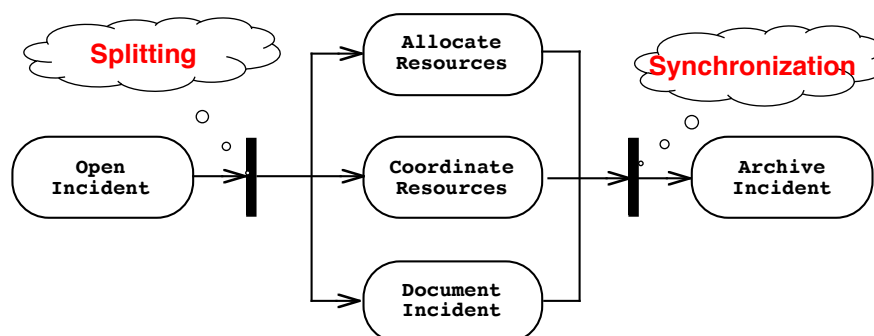 Splitting
Allocate
Resources
Synchronization
Open
Incident
Coordinate
Resources
Archive
Incident
Document
Incident